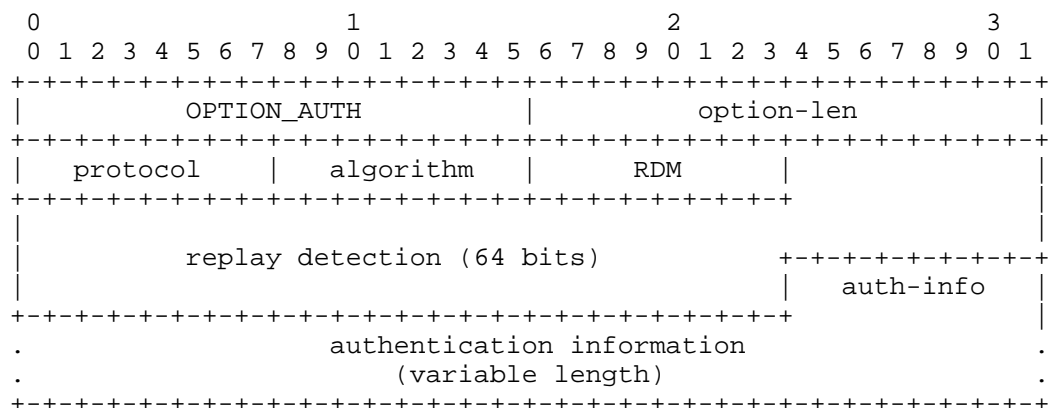 0                   1                   2                   3
0 1 2 3 4 5 6 7 8 9 0 1 2 3 4 5 6 7 8 9 0 1 2 3 4 5 6 7 8 9 0 1
+-+-+-+-+-+-+-+-+-+-+-+-+-+-+-+-+-+-+-+-+-+-+-+-+-+-+-+-+-+-+-+-+
|          OPTION_AUTH          |          option-len           |
+-+-+-+-+-+-+-+-+-+-+-+-+-+-+-+-+-+-+-+-+-+-+-+-+-+-+-+-+-+-+-+-+
|   protocol    |   algorithm   |      RDM      |               |
+-+-+-+-+-+-+-+-+-+-+-+-+-+-+-+-+-+-+-+-+-+-+-+-+               |
|                                                               |
|          replay detection (64 bits)           +-+-+-+-+-+-+-+-+
|                                               |   auth-info   |
+-+-+-+-+-+-+-+-+-+-+-+-+-+-+-+-+-+-+-+-+-+-+-+-+               |
.                   authentication information                  .
.                       (variable length)                       .
+-+-+-+-+-+-+-+-+-+-+-+-+-+-+-+-+-+-+-+-+-+-+-+-+-+-+-+-+-+-+-+-+